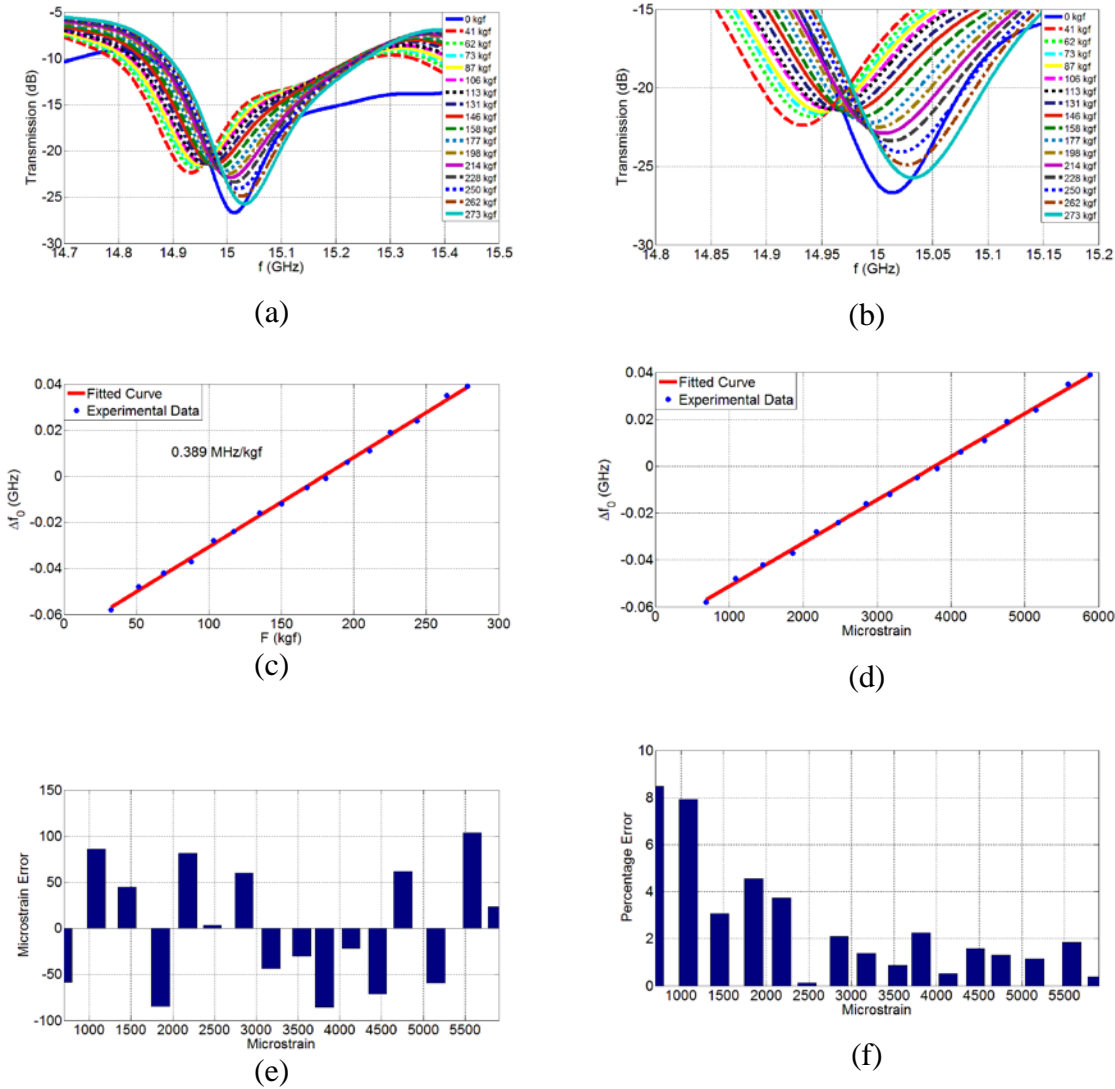 -5
-10
-15
-20
-25
-30
14.7 14.8 14.9 15 15.1 15.2 15.3 15.4 15.5
f (GHz)
Transmission (dB)
0 kgf
41 kgf
62 kgf
73 kgf
87 kgf
106 kgf
113 kgf
131 kgf
146 kgf
158 kgf
177 kgf
198 kgf
214 kgf
228 kgf
250 kgf
262 kgf
273 kgf
(a)
-15
-20
-25
-30
14.8 14.85 14.9 14.95 15 15.05 15.1 15.15 15.2
f (GHz)
Transmission (dB)
0 kgf
41 kgf
62 kgf
73 kgf
87 kgf
106 kgf
113 kgf
131 kgf
146 kgf
158 kgf
177 kgf
198 kgf
214 kgf
228 kgf
250 kgf
262 kgf
273 kgf
(b)
0.04
0.02
0
-0.02
-0.04
-0.06
0 50 100 150 200 250 300
F (kgf)
Δf0 (GHz)
Fitted Curve
Experimental Data
0.389 MHz/kgf
(c)
0.04
0.02
0
-0.02
-0.04
-0.06
0 1000 2000 3000 4000 5000 6000
Microstrain
Δf0 (GHz)
Fitted Curve
Experimental Data
(d)
150
100
50
0
-50
-100
1000 1500 2000 2500 3000 3500 4000 4500 5000 5500
Microstrain
Microstrain Error
(e)
10
8
6
4
2
0
1000 1500 2000 2500 3000 3500 4000 4500 5000 5500
Microstrain
Percentage Error
(f)